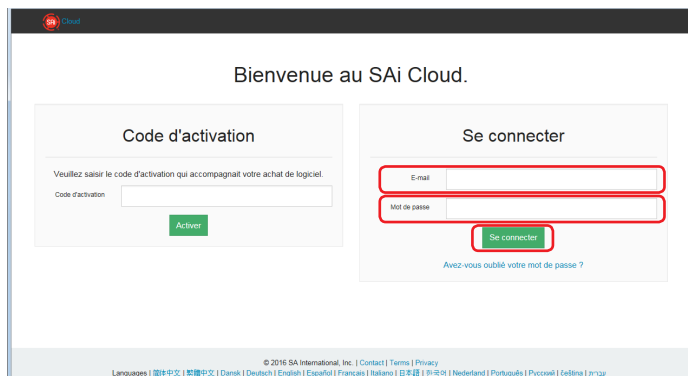 SAi Cloud
Bienvenue au SAi Cloud.
Code d'activation
Veuillez saisir le code d'activation qui accompagnait votre achat de logiciel.
Code d'activation
Activer
Se connecter
E-mail
Mot de passe
Se connecter
Avez-vous oublié votre mot de passe ?
© 2016 SA International, Inc. | Contact | Terms | Privacy
Languages | 简体中文 | 繁體中文 | Dansk | Deutsch | English | Español | Français | Italiano | 日本語 | 한국어 | Nederland | Português | Русский | čeština | עברית